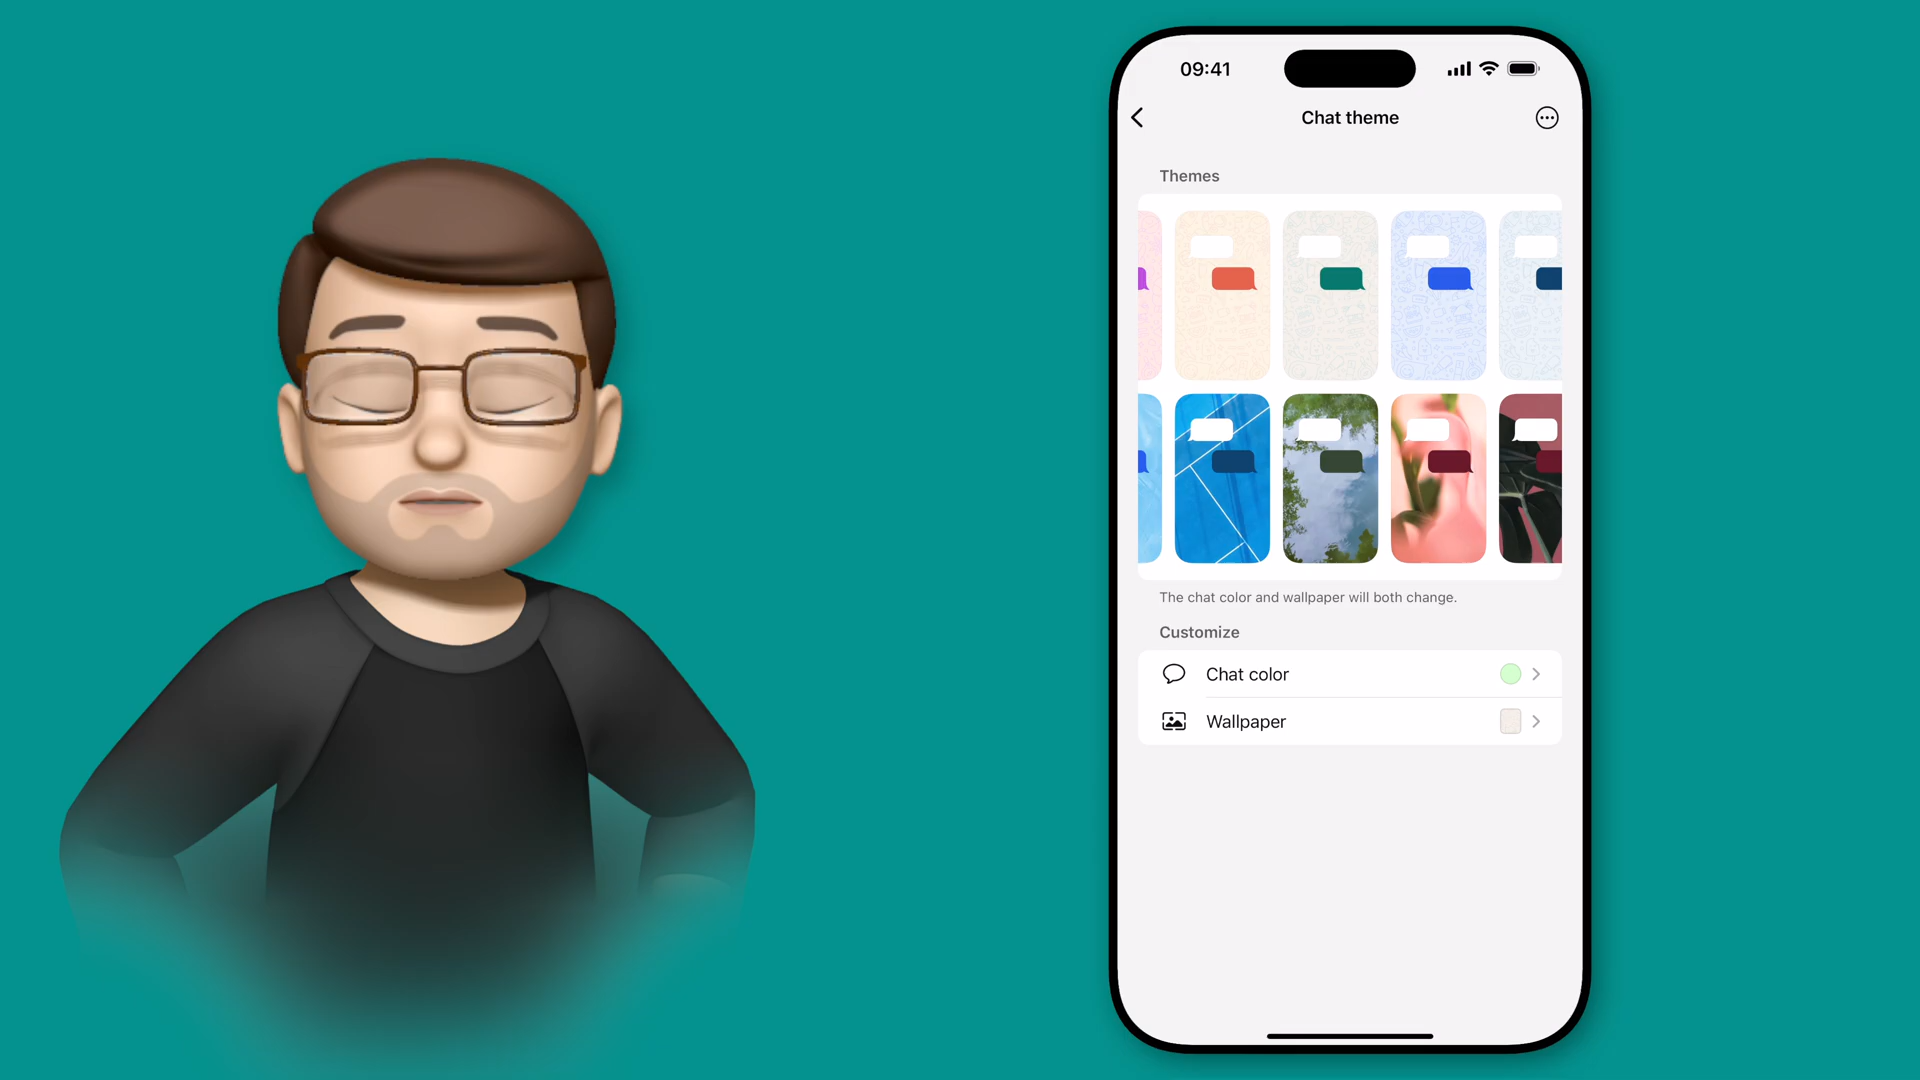 09:41
Chat theme
Themes
The chat color and wallpaper will both change.
Customize
Chat color
Wallpaper